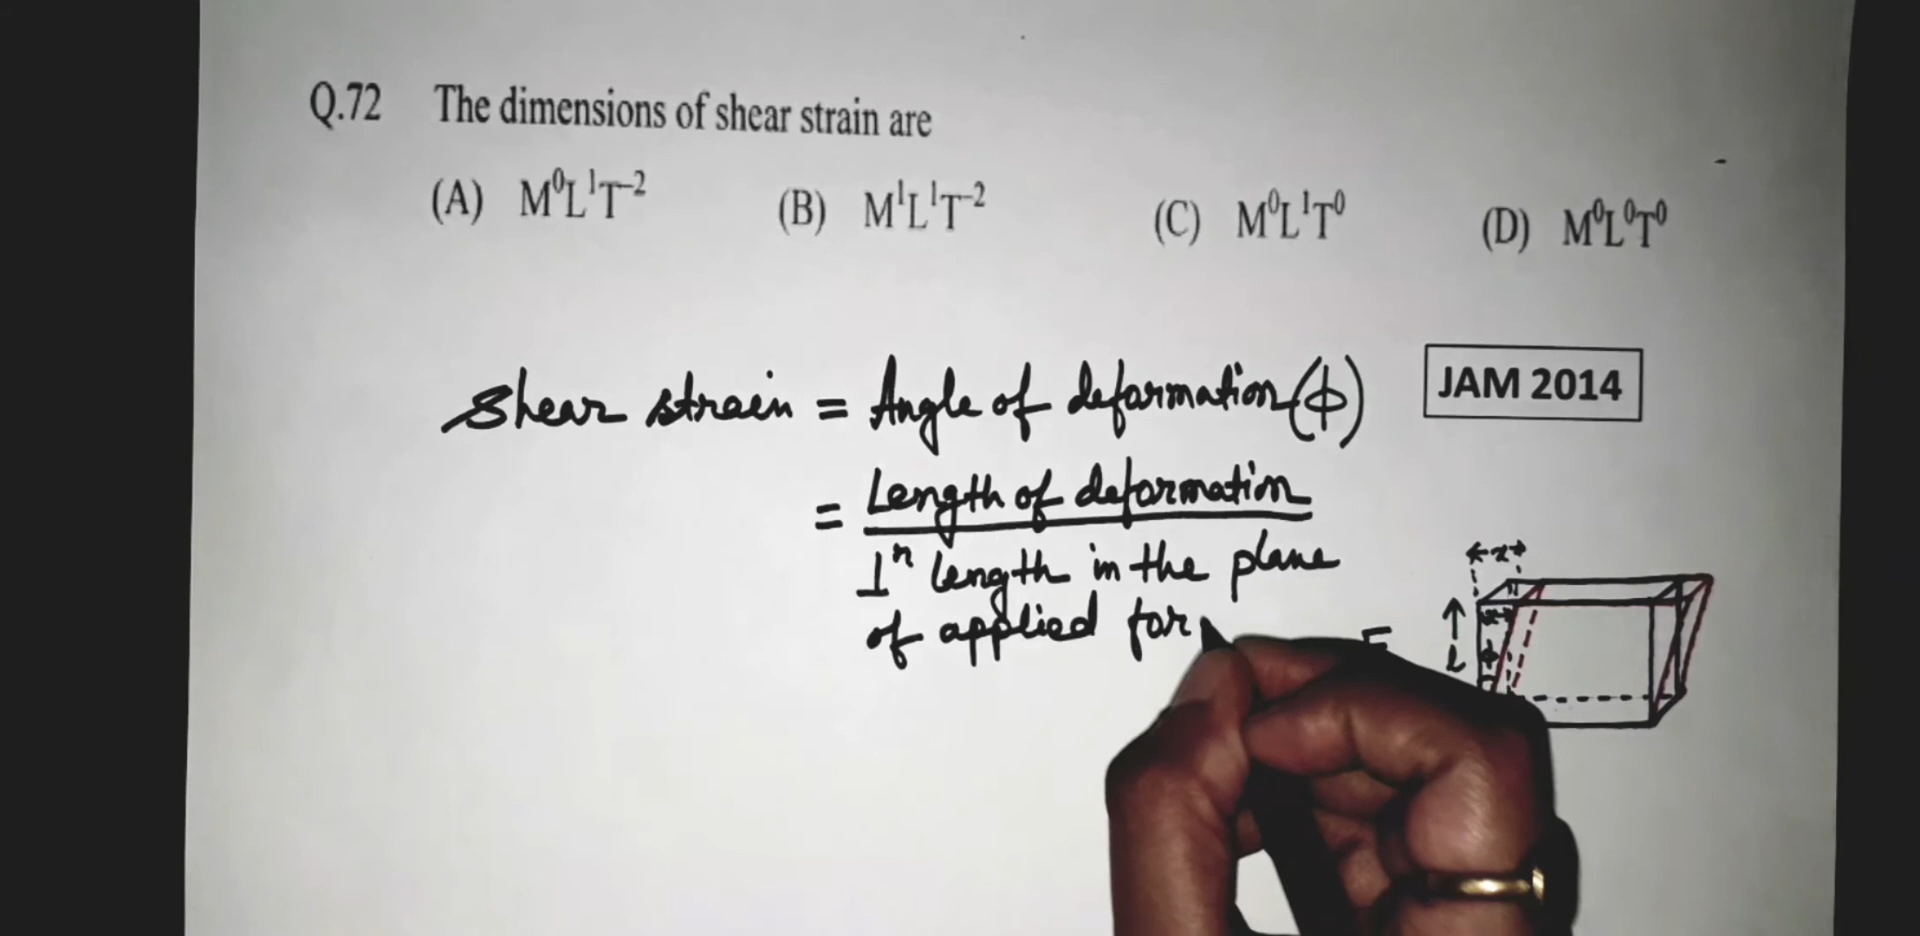 Q.72 The dimensions of shear strain are
(A) M⁰L¹T⁻² (B) M¹L¹T⁻² (C) M⁰L¹T⁰ (D) M⁰L⁰T⁰
Shear strain = Angle of deformation (ϕ)
JAM 2014
= Length of deformation
⊥ʳ length in the plane
of applied for
x
x
l
ϕ
F